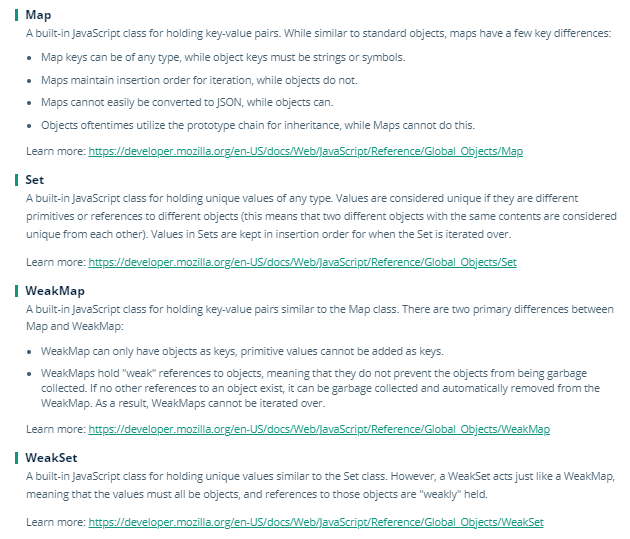 Map
A built-in JavaScript class for holding key-value pairs. While similar to standard objects, maps have a few key differences:
• Map keys can be of any type, while object keys must be strings or symbols.
• Maps maintain insertion order for iteration, while objects do not.
• Maps cannot easily be converted to JSON, while objects can.
• Objects oftentimes utilize the prototype chain for inheritance, while Maps cannot do this.
Learn more: https://developer.mozilla.org/en-US/docs/Web/JavaScript/Reference/Global_Objects/Map
Set
A built-in JavaScript class for holding unique values of any type. Values are considered unique if they are different
primitives or references to different objects (this means that two different objects with the same contents are considered
unique from each other). Values in Sets are kept in insertion order for when the Set is iterated over.
Learn more: https://developer.mozilla.org/en-US/docs/Web/JavaScript/Reference/Global_Objects/Set
WeakMap
A built-in JavaScript class for holding key-value pairs similar to the Map class. There are two primary differences between
Map and WeakMap:
• WeakMap can only have objects as keys, primitive values cannot be added as keys.
• WeakMaps hold "weak" references to objects, meaning that they do not prevent the objects from being garbage
collected. If no other references to an object exist, it can be garbage collected and automatically removed from the
WeakMap. As a result, WeakMaps cannot be iterated over.
Learn more: https://developer.mozilla.org/en-US/docs/Web/JavaScript/Reference/Global_Objects/WeakMap
WeakSet
A built-in JavaScript class for holding unique values similar to the Set class. However, a WeakSet acts just like a WeakMap,
meaning that the values must all be objects, and references to those objects are "weakly" held.
Learn more: https://developer.mozilla.org/en-US/docs/Web/JavaScript/Reference/Global_Objects/WeakSet